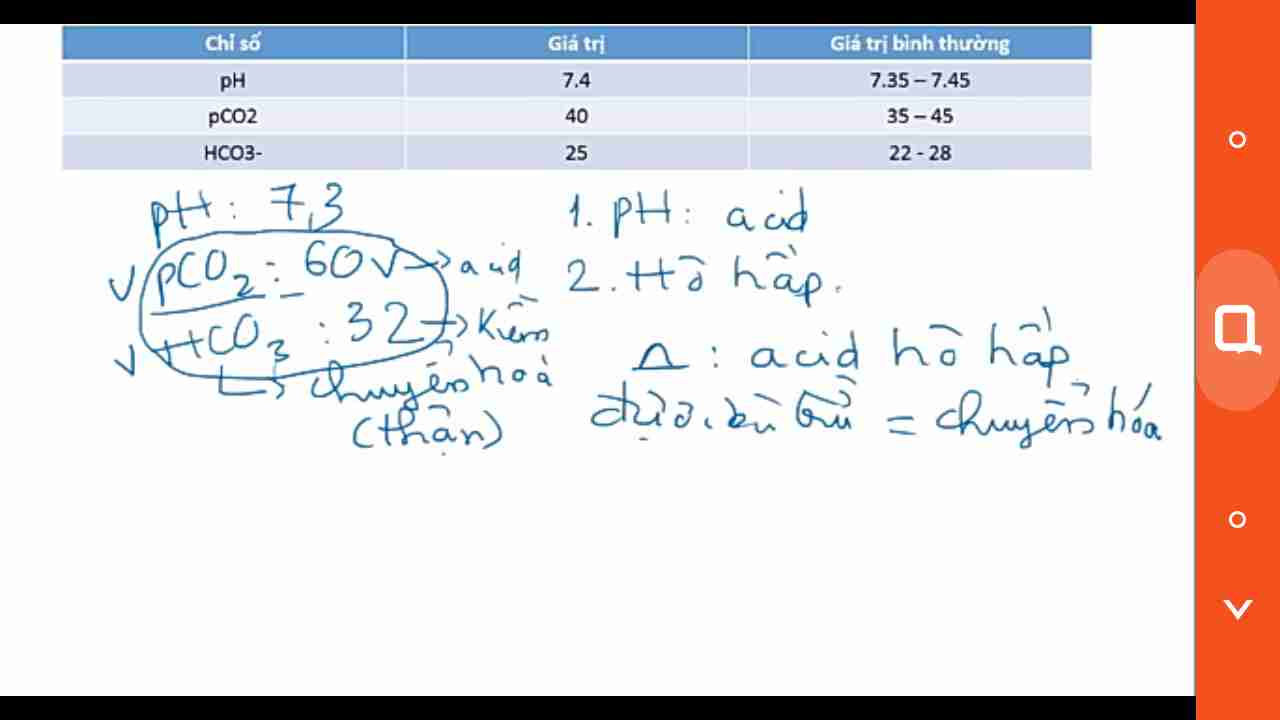 Chỉ số Giá trị Giá trị bình thường
pH 7.4 7.35 – 7.45
pCO2 40 35 – 45
HCO3- 25 22 - 28
pH : 7,3 1. pH : acid
pCO2 : 60 → acid 2. Hô hấp.
HCO3 : 32 → Kiềm
Δ : acid hô hấp
chuyển hoá
được bù trừ = chuyển hóa
(thận)